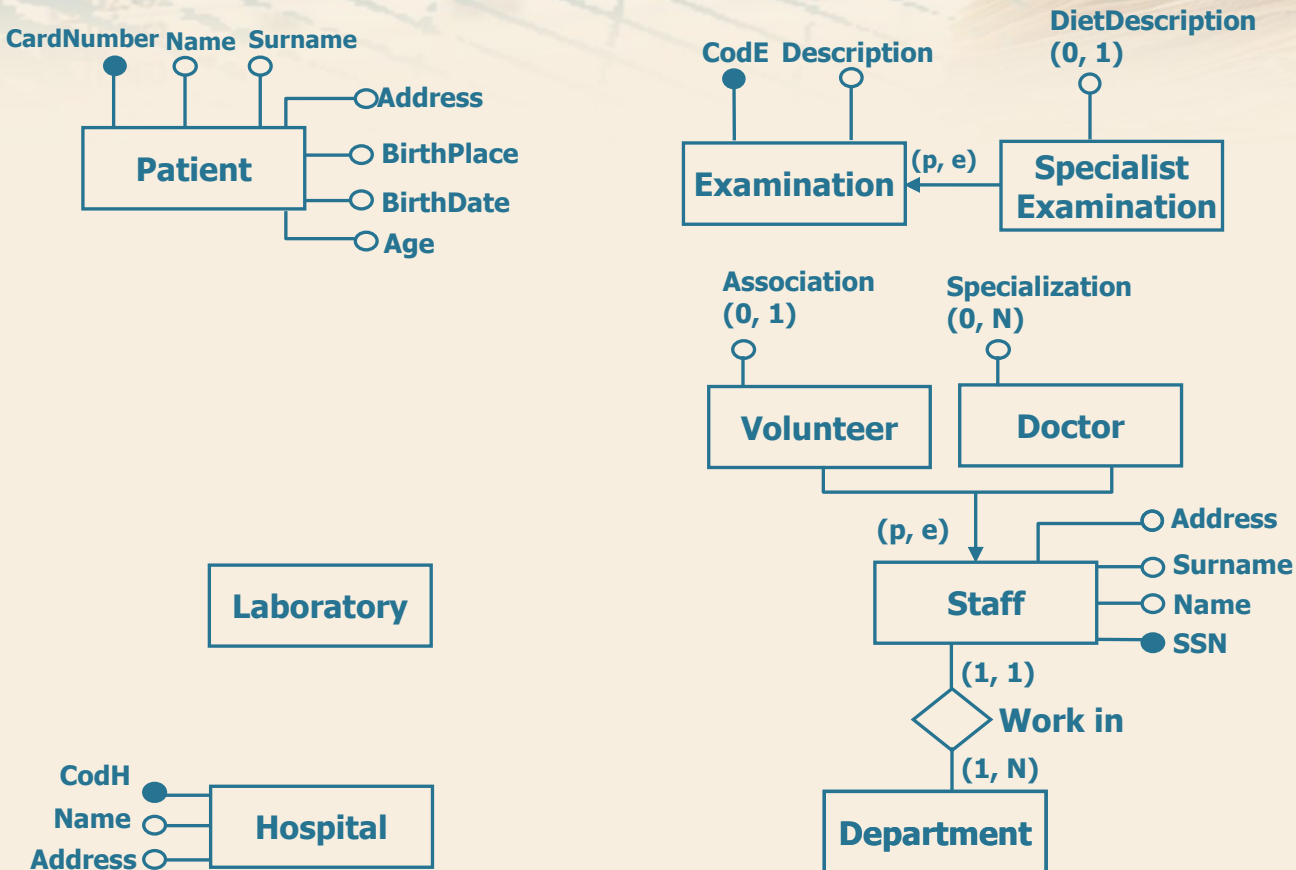 CardNumber Name Surname
Address
BirthPlace
BirthDate
Age
Patient
CodE Description
Examination
(p, e)
DietDescription
(0, 1)
Specialist
Examination
Association
(0, 1)
Specialization
(0, N)
Volunteer
Doctor
(p, e)
Address
Surname
Name
SSN
Staff
(1, 1)
Work in
(1, N)
Department
Laboratory
CodH
Name
Address
Hospital